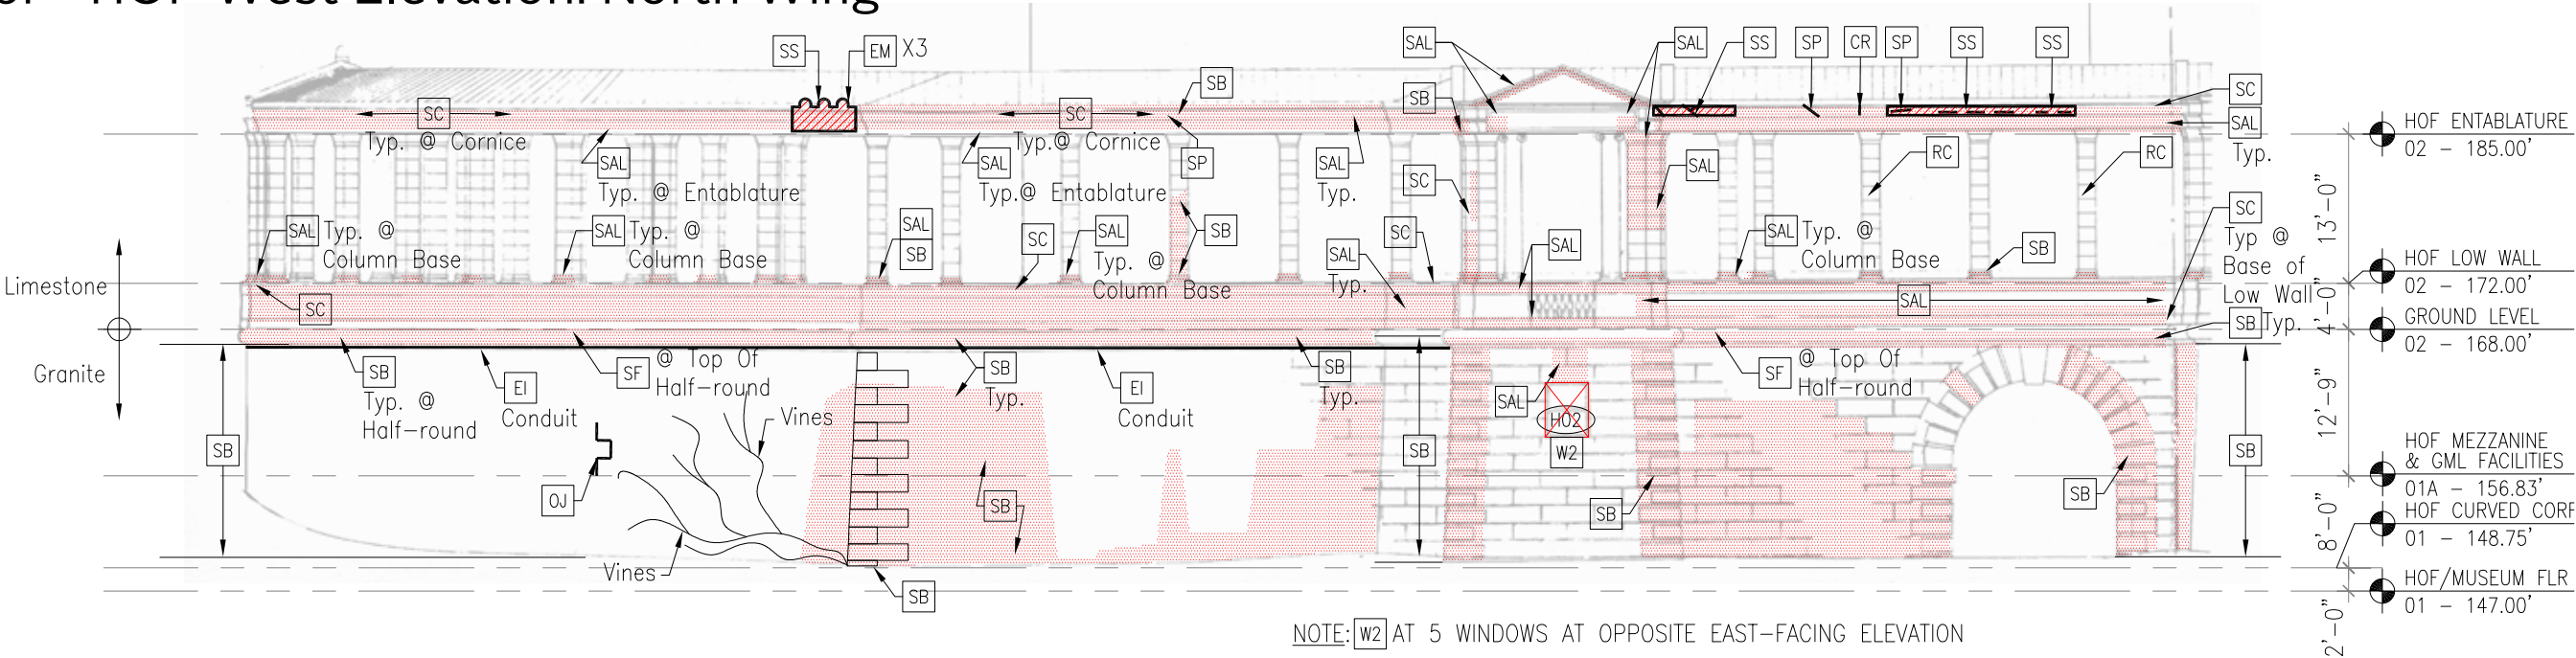 HOF West Elevation: North Wing
SS
EM X3
SAL
SAL
SS
SP
CR
SP
SS
SS
SB
SB
SC
SC
Typ. @ Cornice
SC
Typ.@ Cornice
SAL
Typ.
HOF ENTABLATURE
02 - 185.00'
SAL
Typ. @ Entablature
SAL
Typ.@ Entablature
SP
SAL
Typ.
SC
SAL
RC
RC
13'-0"
SAL Typ. @
Column Base
SAL Typ. @
Column Base
SAL
SB
SC
SAL
Typ. @
Column Base
SB
SAL
Typ.
SC
SAL
SAL Typ. @
Column Base
SB
SC
Typ @
Base of
Low Wall
HOF LOW WALL
02 - 172.00'
Limestone
SC
SAL
4'-0"
SB Typ.
GROUND LEVEL
02 - 168.00'
Granite
SB
Typ. @
Half-round
EI
Conduit
SF @ Top Of
Half-round
SB
Typ.
EI
Conduit
SB
Typ.
SAL
SF @ Top Of
Half-round
12'-9"
Vines
H02
W2
SB
SB
SB
SB
HOF MEZZANINE
& GML FACILITIES
01A - 156.83'
OJ
SB
SB
HOF CURVED CORF
01 - 148.75'
8'-0"
Vines
SB
HOF/MUSEUM FLR
01 - 147.00'
2'-0"
NOTE: W2 AT 5 WINDOWS AT OPPOSITE EAST-FACING ELEVATION